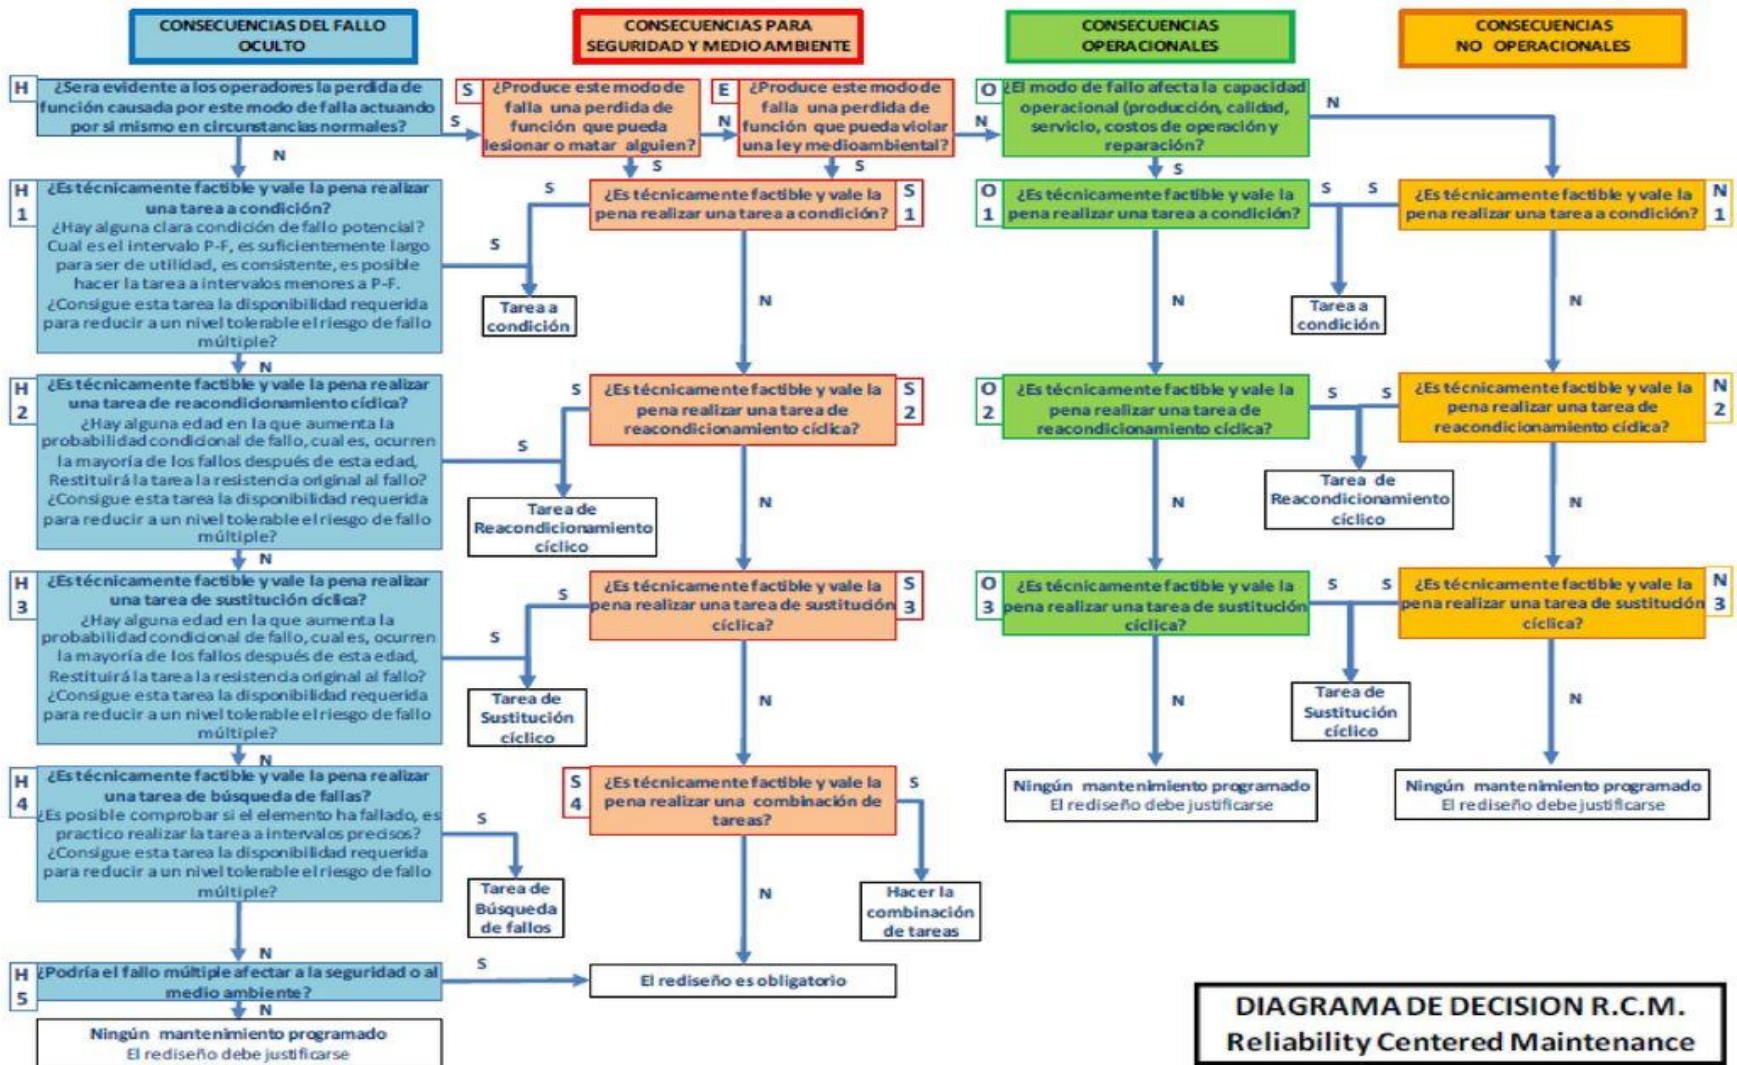 CONSECUENCIAS DEL FALLO
OCULTO
CONSECUENCIAS PARA
SEGURIDAD Y MEDIO AMBIENTE
CONSECUENCIAS
OPERACIONALES
CONSECUENCIAS
NO OPERACIONALES
H
¿Sera evidente a los operadores la perdida de
función causada por este modo de falla actuando
por si mismo en circunstancias normales?
S
N
S
¿Produce este modo de
falla una perdida de
función que pueda
lesionar o matar alguien?
N
S
E
¿Produce este modo de
falla una perdida de
función que pueda violar
una ley medioambiental?
N
S
O
¿El modo de fallo afecta la capacidad
operacional (producción, calidad,
servicio, costos de operación y
reparación?
N
S
H
1
¿Es técnicamente factible y vale la pena realizar
una tarea a condición?
¿Hay alguna clara condición de fallo potencial?
Cual es el intervalo P-F, es suficientemente largo
para ser de utilidad, es consistente, es posible
hacer la tarea a intervalos menores a P-F.
¿Consigue esta tarea la disponibilidad requerida
para reducir a un nivel tolerable el riesgo de fallo
múltiple?
S
N
S
¿Es técnicamente factible y vale la
pena realizar una tarea a condición?
S
1
N
Tarea a
condición
O
1
¿Es técnicamente factible y vale la
pena realizar una tarea a condición?
S
N
S
¿Es técnicamente factible y vale la
pena realizar una tarea a condición?
N
1
N
Tarea a
condición
H
2
¿Es técnicamente factible y vale la pena realizar
una tarea de reacondicionamiento cíclica?
¿Hay alguna edad en la que aumenta la
probabilidad condicional de fallo, cual es, ocurren
la mayoría de los fallos después de esta edad,
Restituirá la tarea la resistencia original al fallo?
¿Consigue esta tarea la disponibilidad requerida
para reducir a un nivel tolerable el riesgo de fallo
múltiple?
S
N
S
¿Es técnicamente factible y vale la
pena realizar una tarea de
reacondicionamiento cíclica?
S
2
N
Tarea de
Reacondicionamiento
cíclico
O
2
¿Es técnicamente factible y vale la
pena realizar una tarea de
reacondicionamiento cíclica?
S
N
S
¿Es técnicamente factible y vale la
pena realizar una tarea de
reacondicionamiento cíclica?
N
2
N
Tarea de
Reacondicionamiento
cíclico
H
3
¿Es técnicamente factible y vale la pena realizar
una tarea de sustitución cíclica?
¿Hay alguna edad en la que aumenta la
probabilidad condicional de fallo, cual es, ocurren
la mayoría de los fallos después de esta edad,
Restituirá la tarea la resistencia original al fallo?
¿Consigue esta tarea la disponibilidad requerida
para reducir a un nivel tolerable el riesgo de fallo
múltiple?
S
N
S
¿Es técnicamente factible y vale la
pena realizar una tarea de sustitución
cíclica?
S
3
N
Tarea de
Sustitución
cíclico
O
3
¿Es técnicamente factible y vale la
pena realizar una tarea de sustitución
cíclica?
S
N
S
¿Es técnicamente factible y vale la
pena realizar una tarea de sustitución
cíclica?
N
3
N
Tarea de
Sustitución
cíclico
H
4
¿Es técnicamente factible y vale la pena realizar
una tarea de búsqueda de fallas?
¿Es posible comprobar si el elemento ha fallado, es
practico realizar la tarea a intervalos precisos?
¿Consigue esta tarea la disponibilidad requerida
para reducir a un nivel tolerable el riesgo de fallo
múltiple?
S
N
Tarea de
Búsqueda
de fallos
S
4
¿Es técnicamente factible y vale la
pena realizar una combinación de
tareas?
S
N
Hacer la
combinación
de tareas
Ningún mantenimiento programado
El rediseño debe justificarse
Ningún mantenimiento programado
El rediseño debe justificarse
H
5
¿Podría el fallo múltiple afectar a la seguridad o al
medio ambiente?
S
N
El rediseño es obligatorio
Ningún mantenimiento programado
El rediseño debe justificarse
DIAGRAMA DE DECISION R.C.M.
Reliability Centered Maintenance